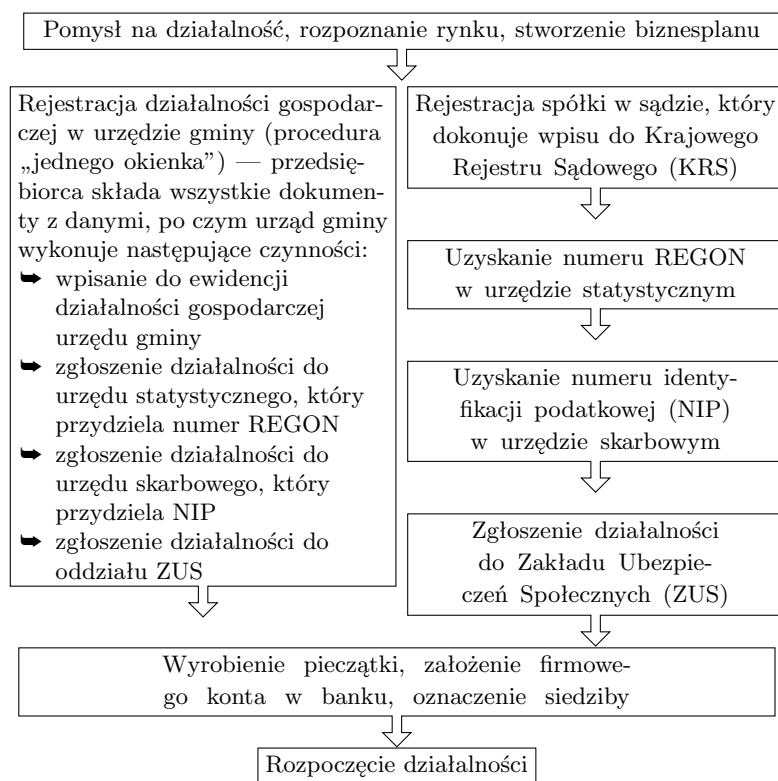 Pomysł na działalność, rozpoznanie rynku, stworzenie biznesplanu
Rejestracja działalności gospodar-
czej w urzędzie gminy (procedura
„jednego okienka”) — przedsię-
biorca składa wszystkie dokumen-
ty z danymi, po czym urząd gminy
wykonuje następujące czynności:
➥ wpisanie do ewidencji
działalności gospodarczej
urzędu gminy
➥ zgłoszenie działalności do
urzędu statystycznego, który
przydziela numer REGON
➥ zgłoszenie działalności do
urzędu skarbowego, który
przydziela NIP
➥ zgłoszenie działalności do
oddziału ZUS
Rejestracja spółki w sądzie, który
dokonuje wpisu do Krajowego
Rejestru Sądowego (KRS)
Uzyskanie numeru REGON
w urzędzie statystycznym
Uzyskanie numeru identy-
fikacji podatkowej (NIP)
w urzędzie skarbowym
Zgłoszenie działalności
do Zakładu Ubezpie-
czeń Społecznych (ZUS)
Wyrobienie pieczątki, założenie firmowe-
go konta w banku, oznaczenie siedziby
Rozpoczęcie działalności